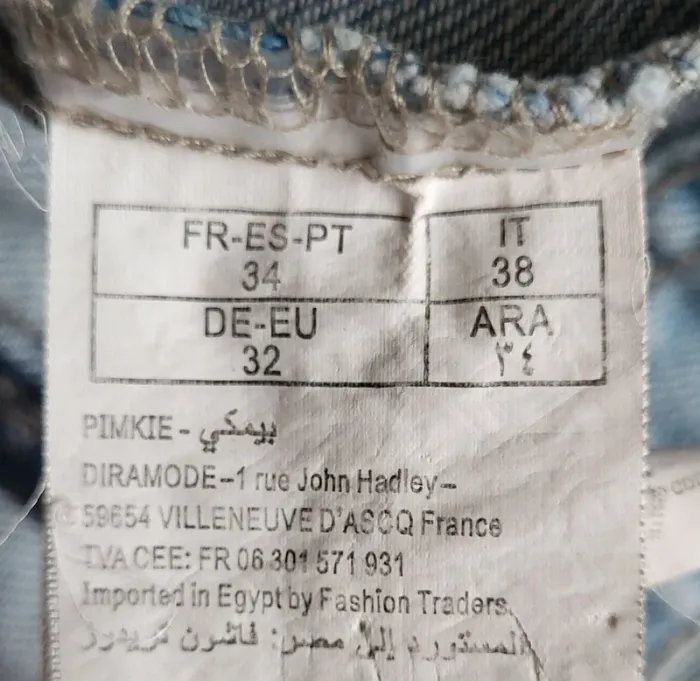 FR-ES-PT IT
34 38
DE-EU ARA
32 ٣٤
PIMKIE - بيمكي
DIRAMODE-1 rue John Hadley-
59654 VILLENEUVE D'ASCQ France
TVA CEE: FR 06 301 571 931
Imported in Egypt by Fashion Traders.
المستورد إلى مصر: فاشون تريدرز